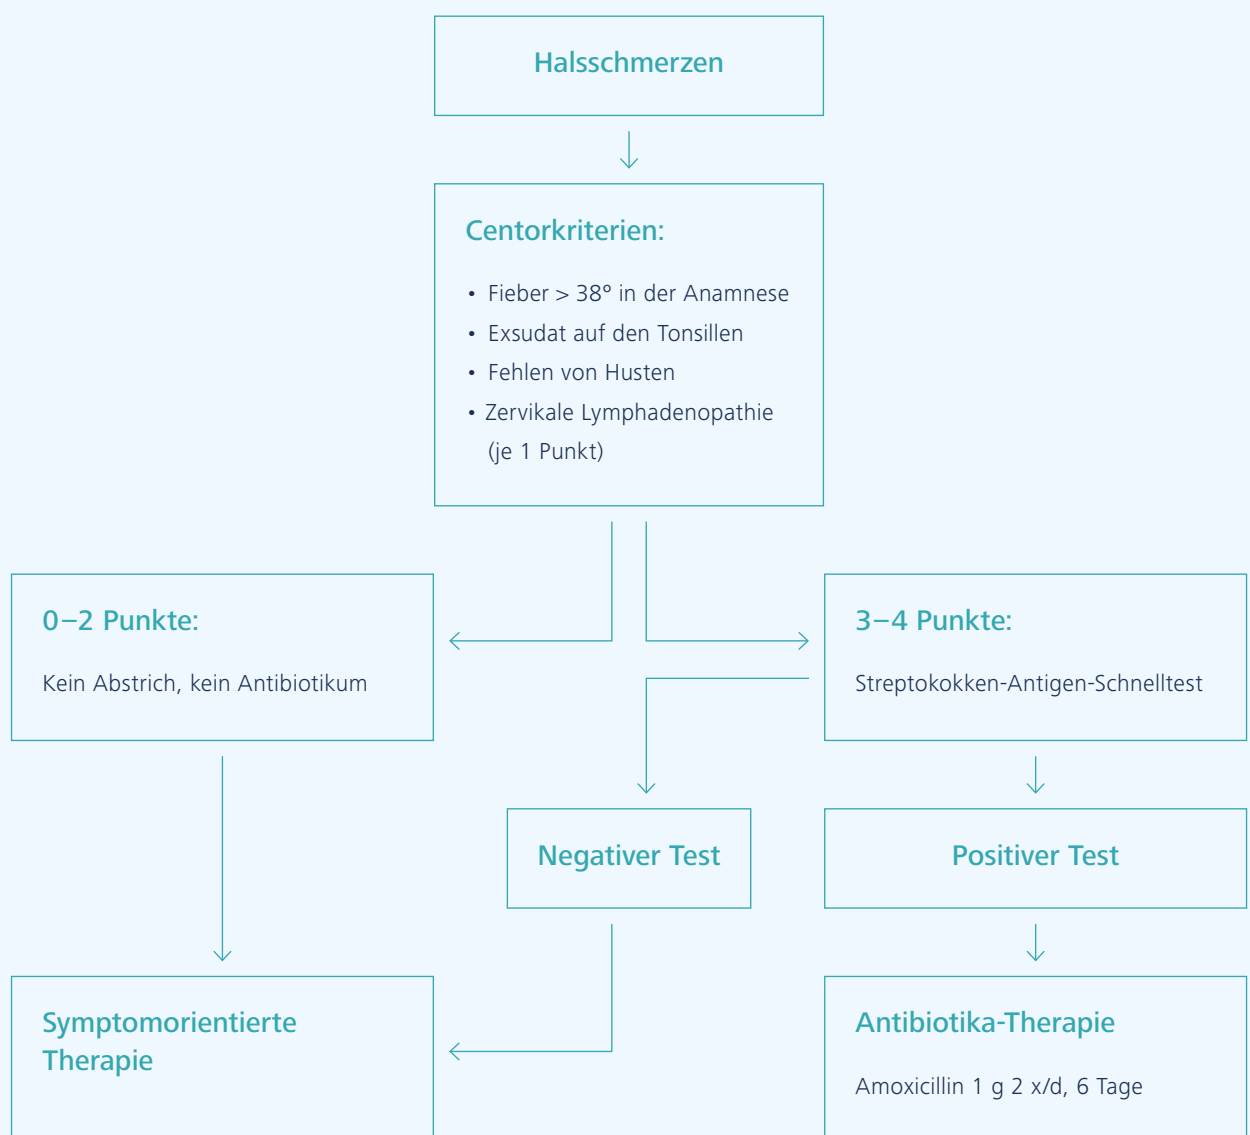 Halsschmerzen
Centorkriterien:
• Fieber > 38° in der Anamnese
• Exsudat auf den Tonsillen
• Fehlen von Husten
• Zervikale Lymphadenopathie
(je 1 Punkt)
0–2 Punkte:
Kein Abstrich, kein Antibiotikum
3–4 Punkte:
Streptokokken-Antigen-Schnelltest
Negativer Test
Positiver Test
Symptomorientierte
Therapie
Antibiotika-Therapie
Amoxicillin 1 g 2 x/d, 6 Tage